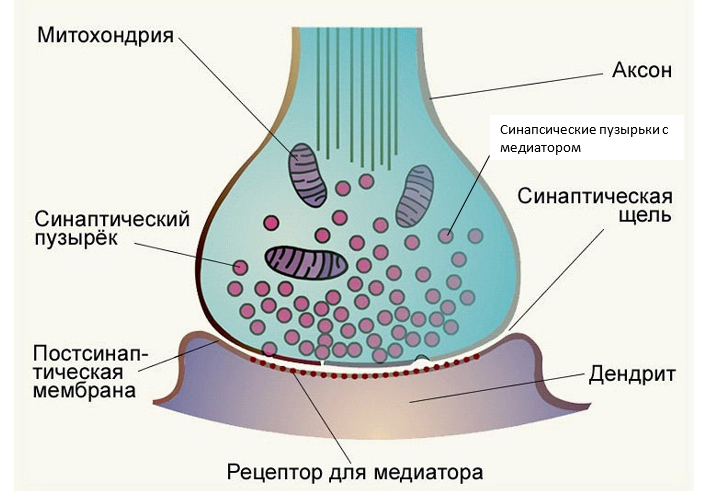 Митохондрия
Аксон
Синапсические пузырьки с
медиатором
Синаптическая
щель
Синаптический
пузырёк
Постсинап-
тическая
мембрана
Дендрит
Рецептор для медиатора